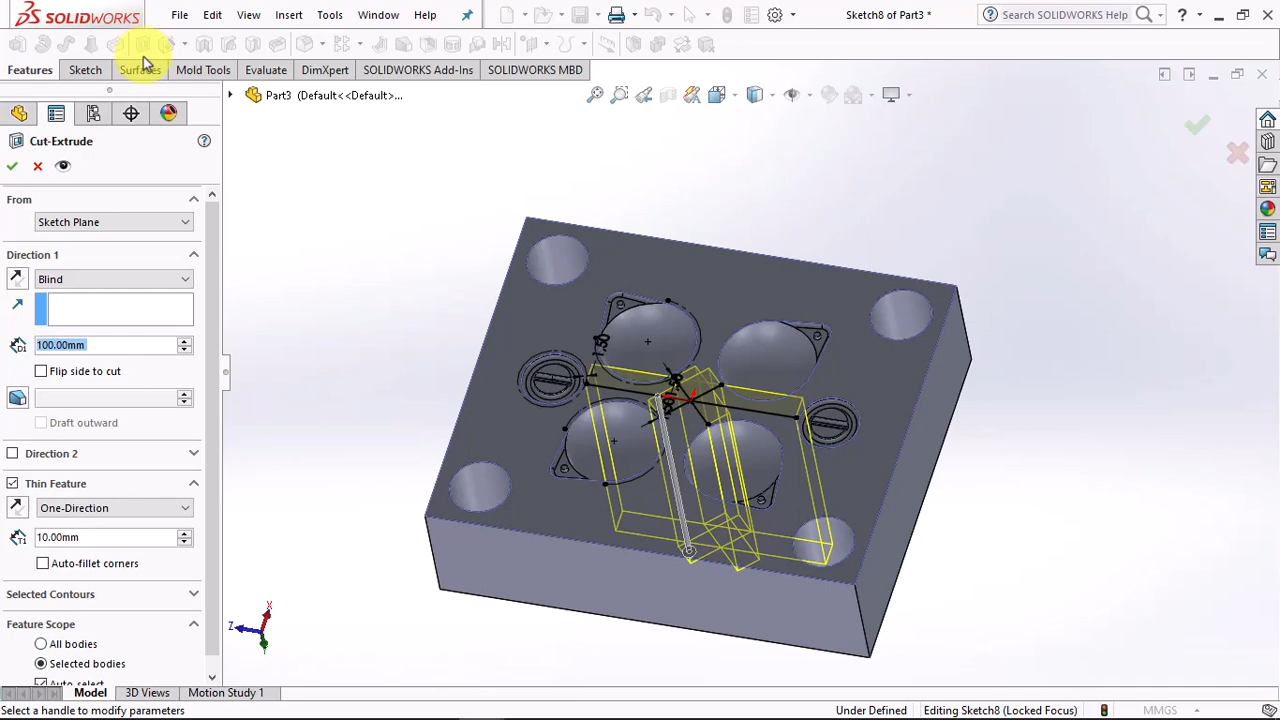 SOLIDWORKS File Edit View Insert Tools Window Help Sketch8 of Part3 * Search SOLIDWORKS Help ?
Features Sketch Surfaces Mold Tools Evaluate DimXpert SOLIDWORKS Add-Ins SOLIDWORKS MBD
Part3 (Default<<Default>...
Cut-Extrude
From
Sketch Plane
Direction 1
Blind
100.00mm
Flip side to cut
Draft outward
Direction 2
Thin Feature
One-Direction
10.00mm
Auto-fillet corners
Selected Contours
Feature Scope
All bodies
Selected bodies
Auto-select
1.50
X
Z
Model 3D Views Motion Study 1
Select a handle to modify parameters Under Defined Editing Sketch8 (Locked Focus) MMGS